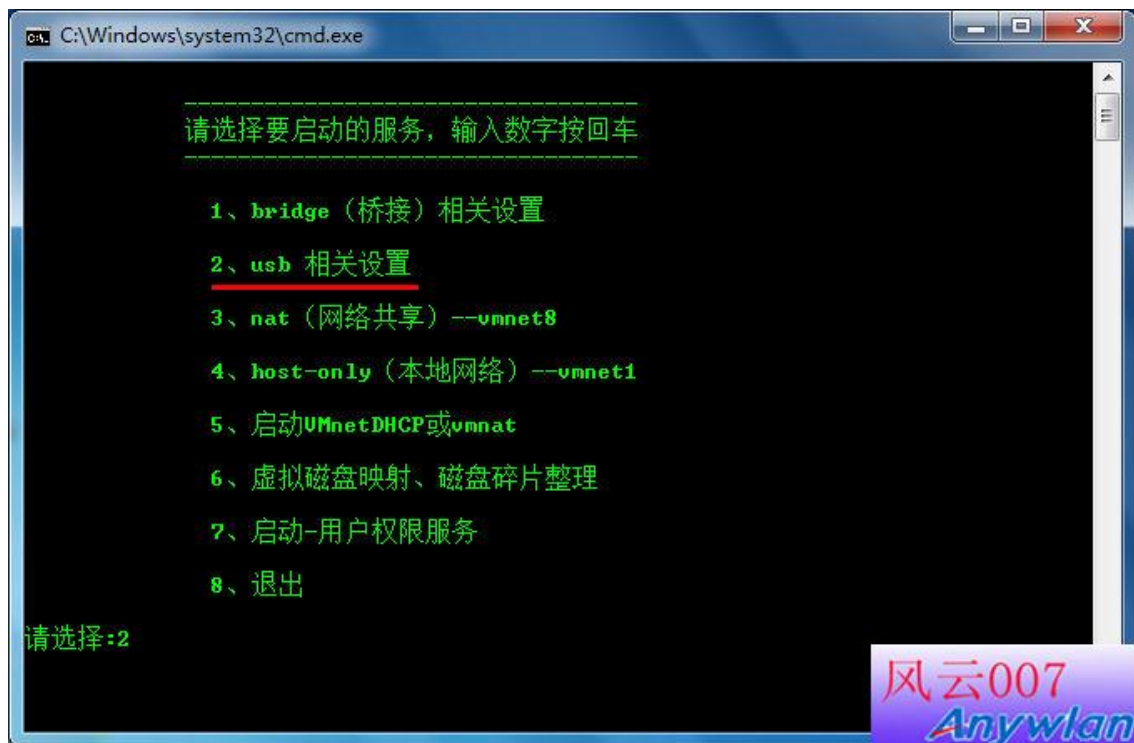 C:\Windows\system32\cmd.exe
----------------------------------
请选择要启动的服务，输入数字按回车
----------------------------------
1、bridge（桥接）相关设置
2、usb 相关设置
3、nat（网络共享）--vmnet8
4、host-only（本地网络）--vmnet1
5、启动VMnetDHCP或vmnat
6、虚拟磁盘映射、磁盘碎片整理
7、启动-用户权限服务
8、退出
请选择:2
风云007
Anywlan